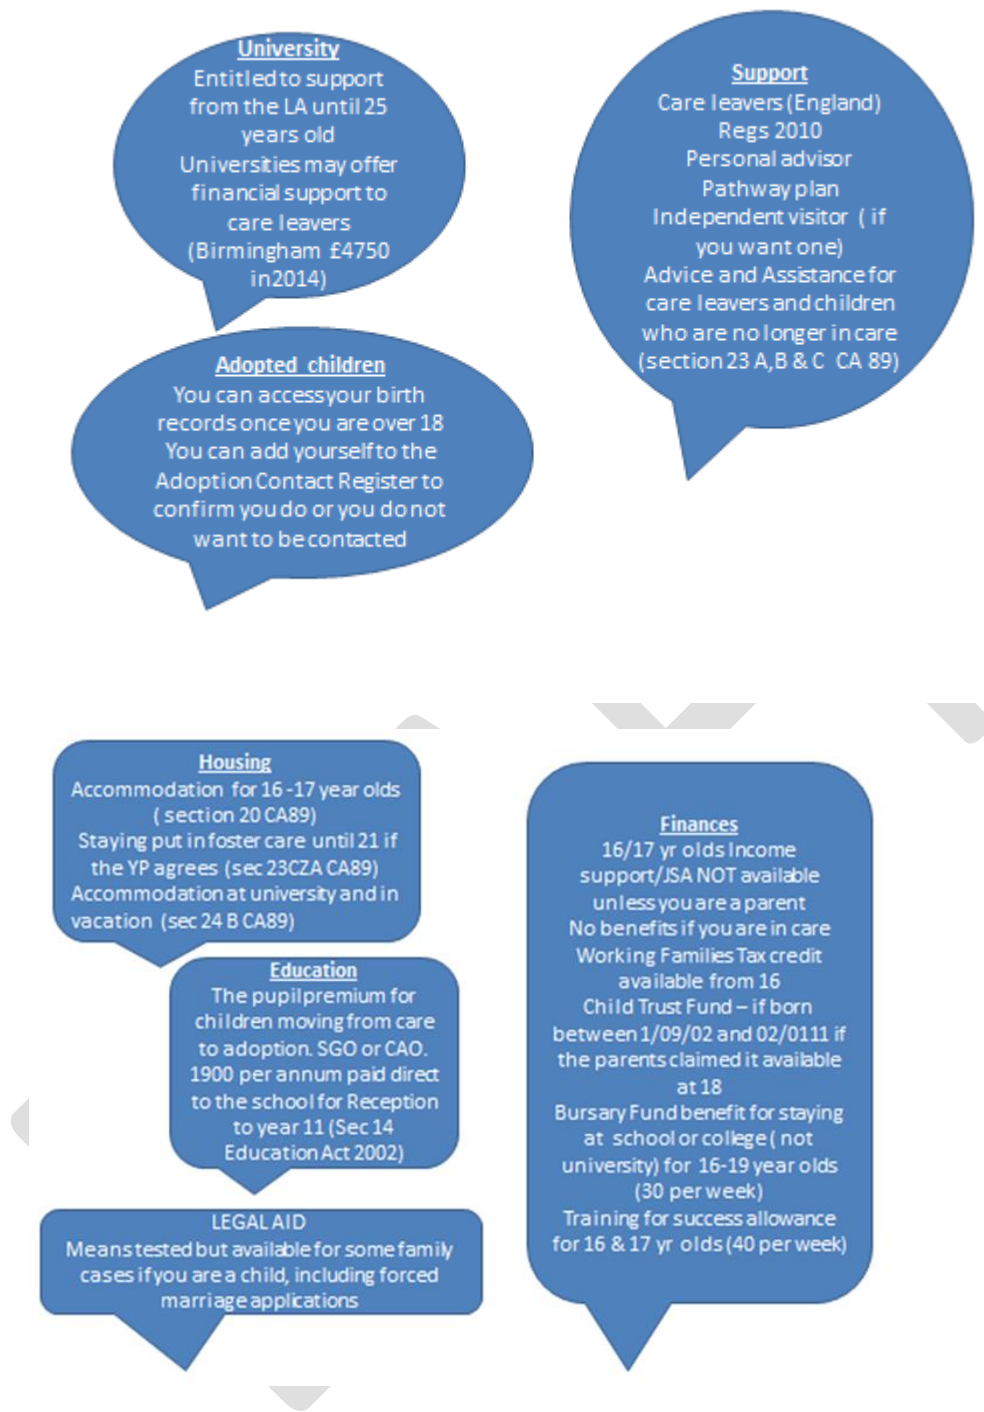 University
Entitled to support
from the LA until 25
years old
Universities may offer
financial support to
care leavers
(Birmingham £4750
in2014)
Support
Care leavers (England)
Regs 2010
Personal advisor
Pathway plan
Independent visitor ( if
you want one)
Advice and Assistance for
care leavers and children
who are no longer in care
(section 23 A,B & C CA 89)
Adopted children
You can access your birth
records once you are over 18
You can add yourself to the
Adoption Contact Register to
confirm you do or you do not
want to be contacted
Housing
Accommodation for 16 -17 year olds
( section 20 CA89)
Staying put in foster care until 21 if
the YP agrees (sec 23CZA CA89)
Accommodation at university and in
vacation (sec 24 B CA89)
Education
The pupil premium for
children moving from care
to adoption. SGO or CAO.
1900 per annum paid direct
to the school for Reception
to year 11 (Sec 14
Education Act 2002)
LEGAL AID
Means tested but available for some family
cases if you are a child, including forced
marriage applications
Finances
16/17 yr olds Income
support/JSA NOT available
unless you are a parent
No benefits if you are in care
Working Families Tax credit
available from 16
Child Trust Fund – if born
between 1/09/02 and 02/0111 if
the parents claimed it available
at 18
Bursary Fund benefit for staying
at school or college ( not
university) for 16-19 year olds
(30 per week)
Training for success allowance
for 16 & 17 yr olds (40 per week)